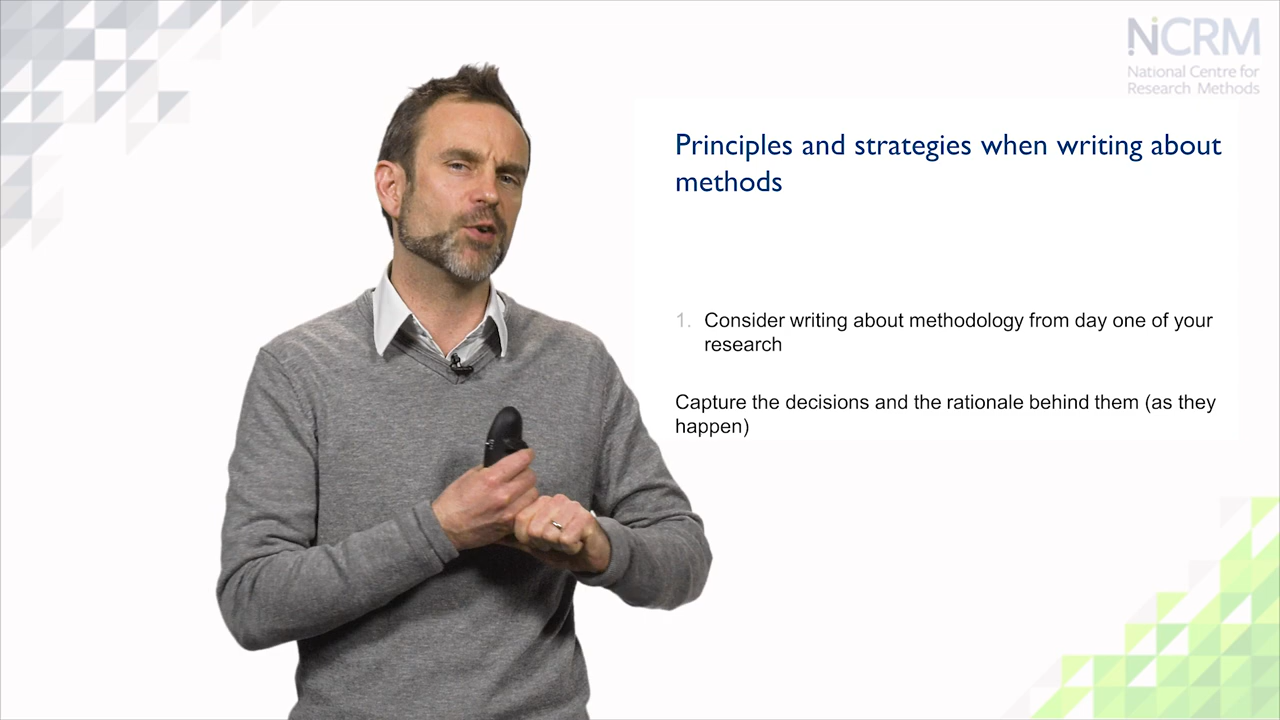 NCRM
National Centre for
Research Methods
Principles and strategies when writing about
methods
1. Consider writing about methodology from day one of your
research
Capture the decisions and the rationale behind them (as they
happen)